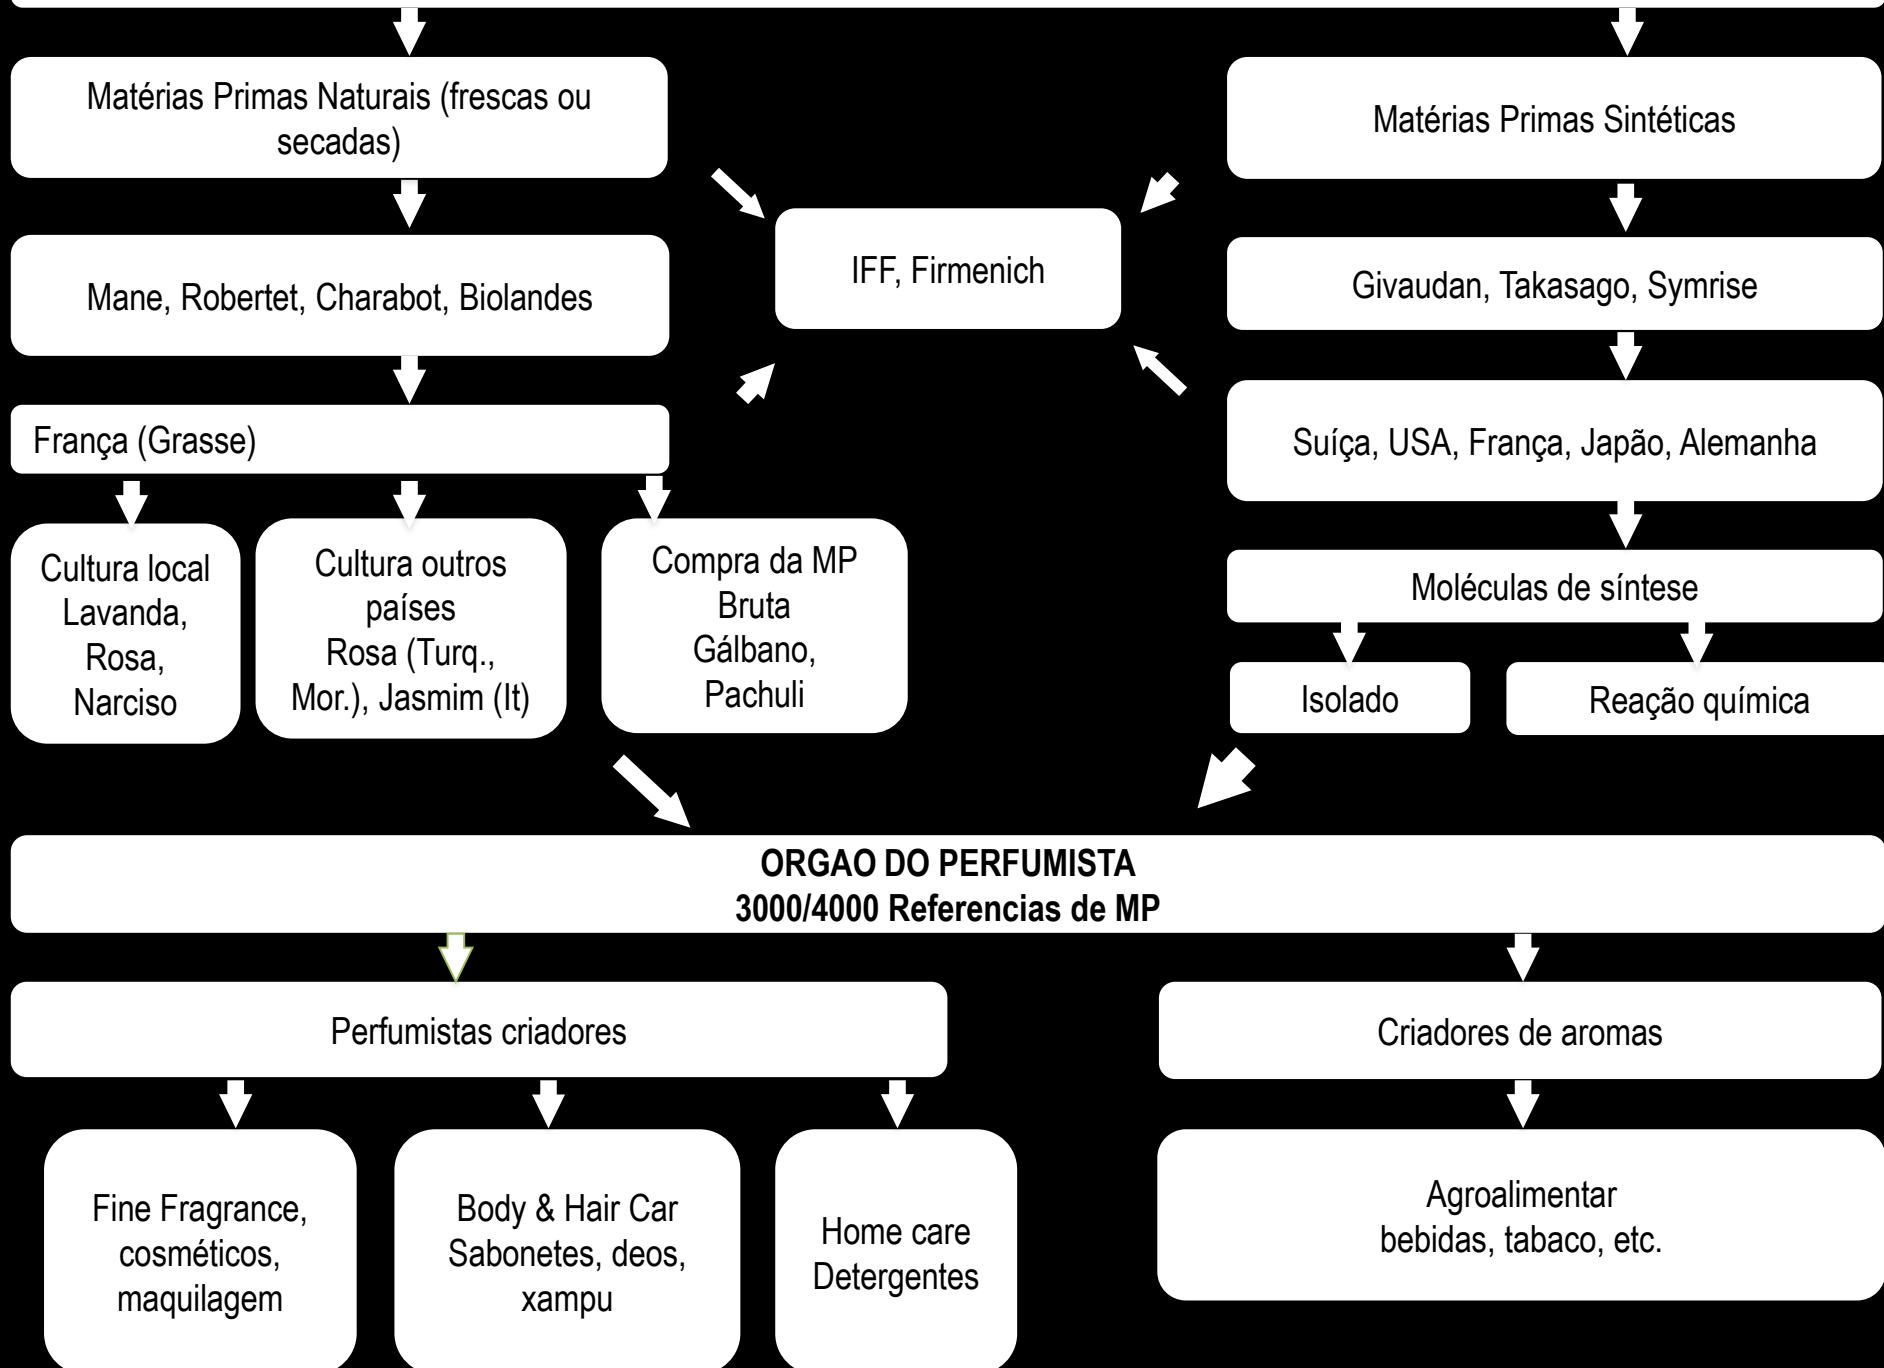 Matérias Primas Naturais (frescas ou
secadas)
Matérias Primas Sintéticas
IFF, Firmenich
Mane, Robertet, Charabot, Biolandes
Givaudan, Takasago, Symrise
França (Grasse)
Suíça, USA, França, Japão, Alemanha
Cultura local
Lavanda,
Rosa,
Narciso
Cultura outros
países
Rosa (Turq.,
Mor.), Jasmim (It)
Compra da MP
Bruta
Gálbano,
Pachuli
Moléculas de síntese
Isolado
Reação química
ORGAO DO PERFUMISTA
3000/4000 Referencias de MP
Perfumistas criadores
Criadores de aromas
Fine Fragrance,
cosméticos,
maquilagem
Body & Hair Car
Sabonetes, deos,
xampu
Home care
Detergentes
Agroalimentar
bebidas, tabaco, etc.